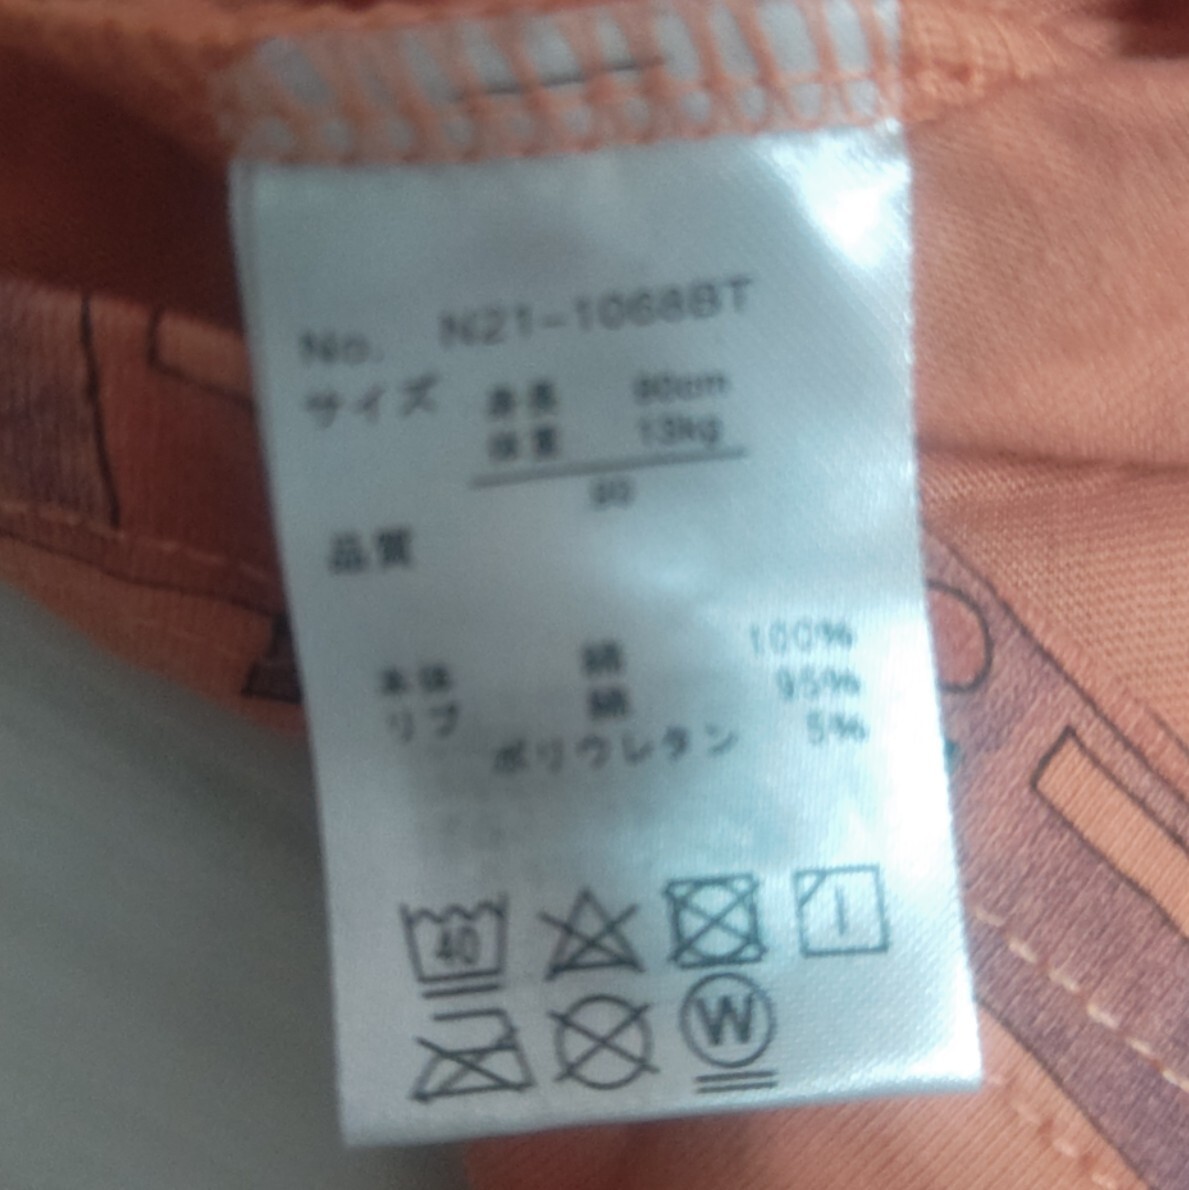 No. N21-1068BT
サイズ 身長 90cm
体重 13kg
90
品質
本体 綿 100%
リブ 綿 95%
ポリウレタン 5%
40
W